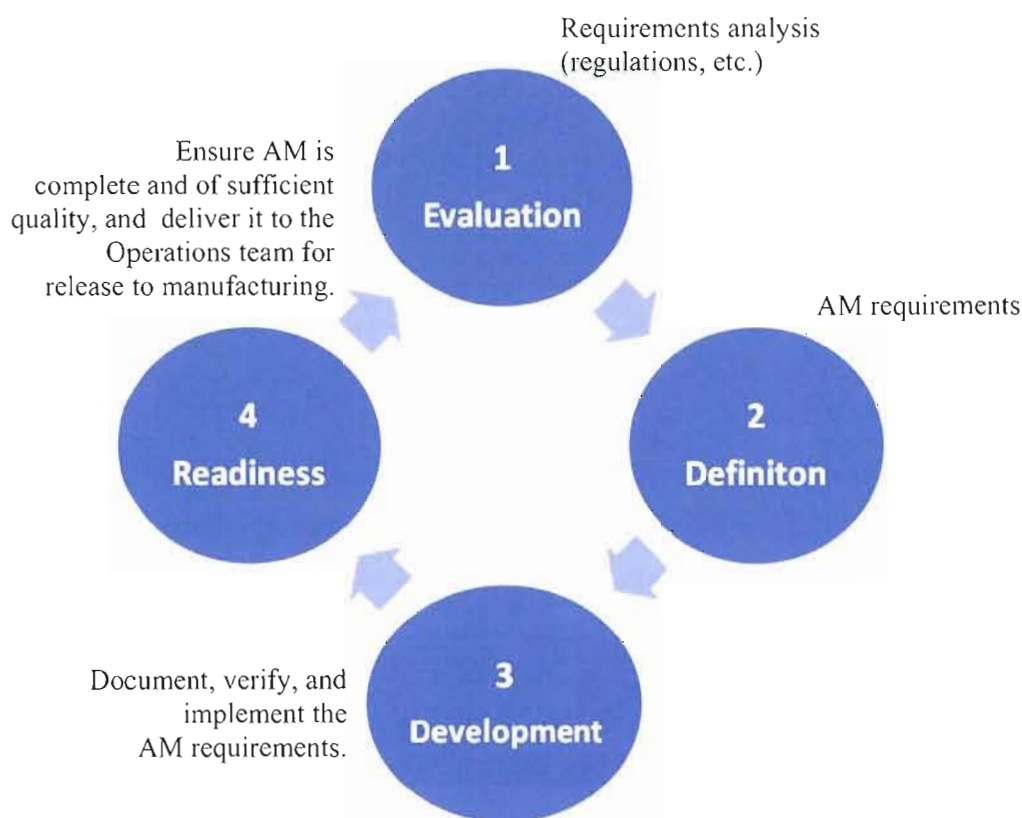 Requirements analysis
(regulations, etc.)
1
Evaluation
Ensure AM is
complete and of sufficient
quality, and deliver it to the
Operations team for
release to manufacturing.
AM requirements
2
Definiton
4
Readiness
3
Development
Document, verify, and
implement the
AM requirements.